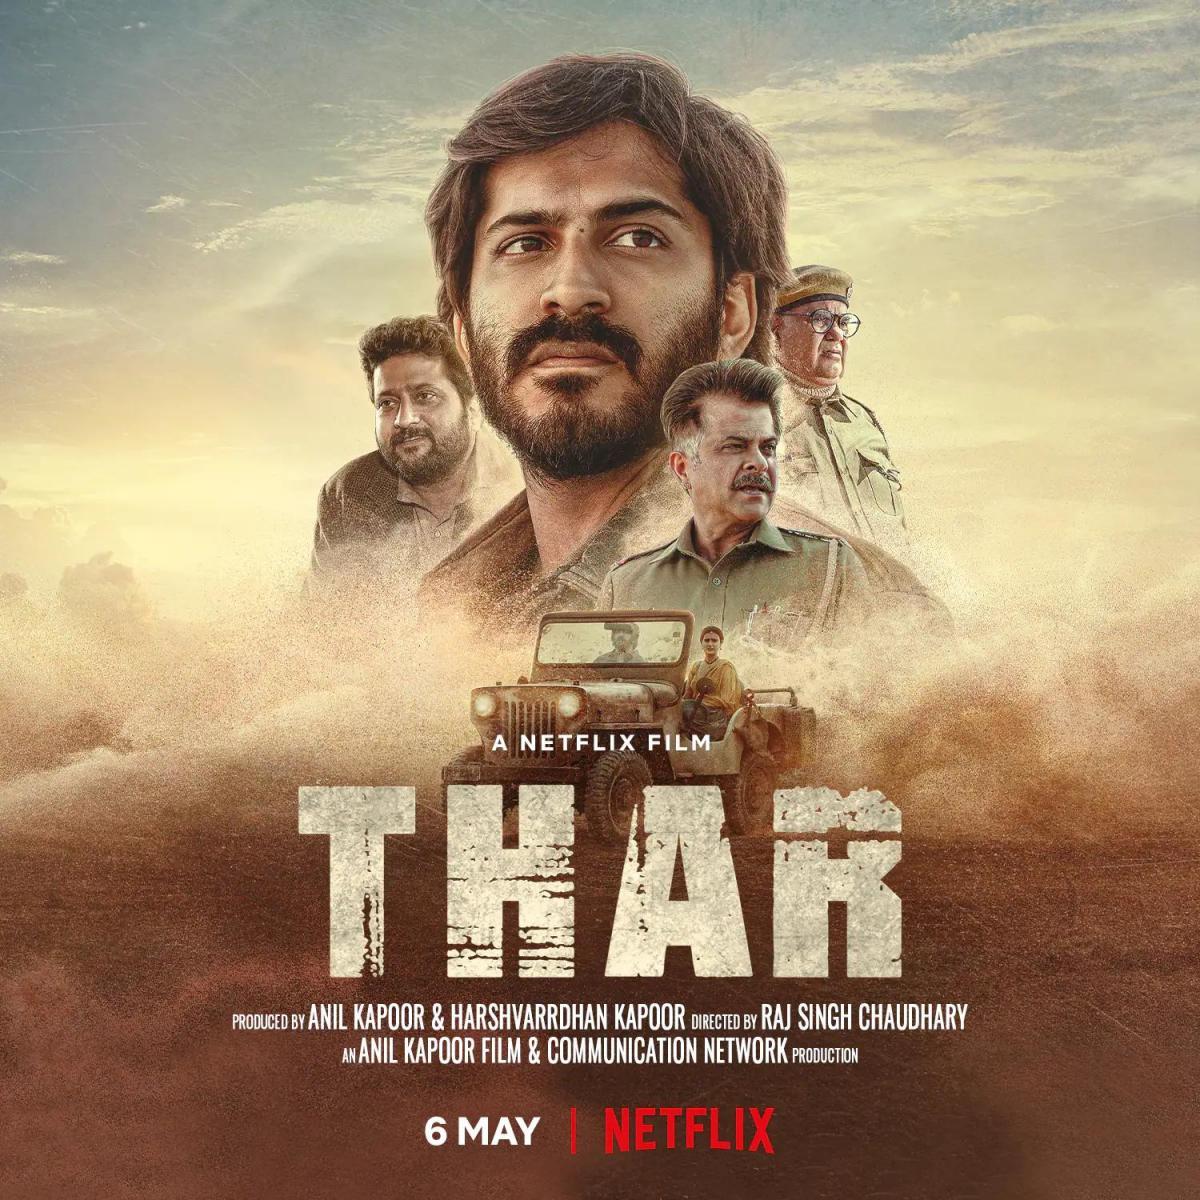 A NETFLIX FILM
THAR
PRODUCED BY ANIL KAPOOR & HARSHVARRDHAN KAPOOR DIRECTED BY RAJ SINGH CHAUDHARY
AN ANIL KAPOOR FILM & COMMUNICATION NETWORK PRODUCTION
6 MAY | NETFLIX